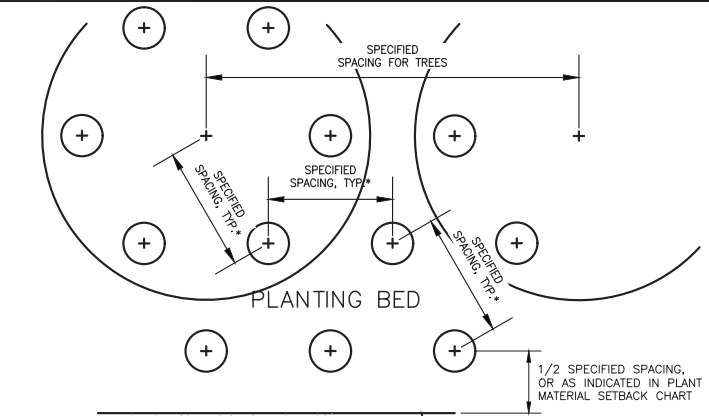 SPECIFIED
SPACING FOR TREES
SPECIFIED
SPACING, TYP.*
SPECIFIED
SPACING, TYP.*
SPECIFIED
SPACING, TYP.*
PLANTING BED
1/2 SPECIFIED SPACING,
OR AS INDICATED IN PLANT
MATERIAL SETBACK CHART